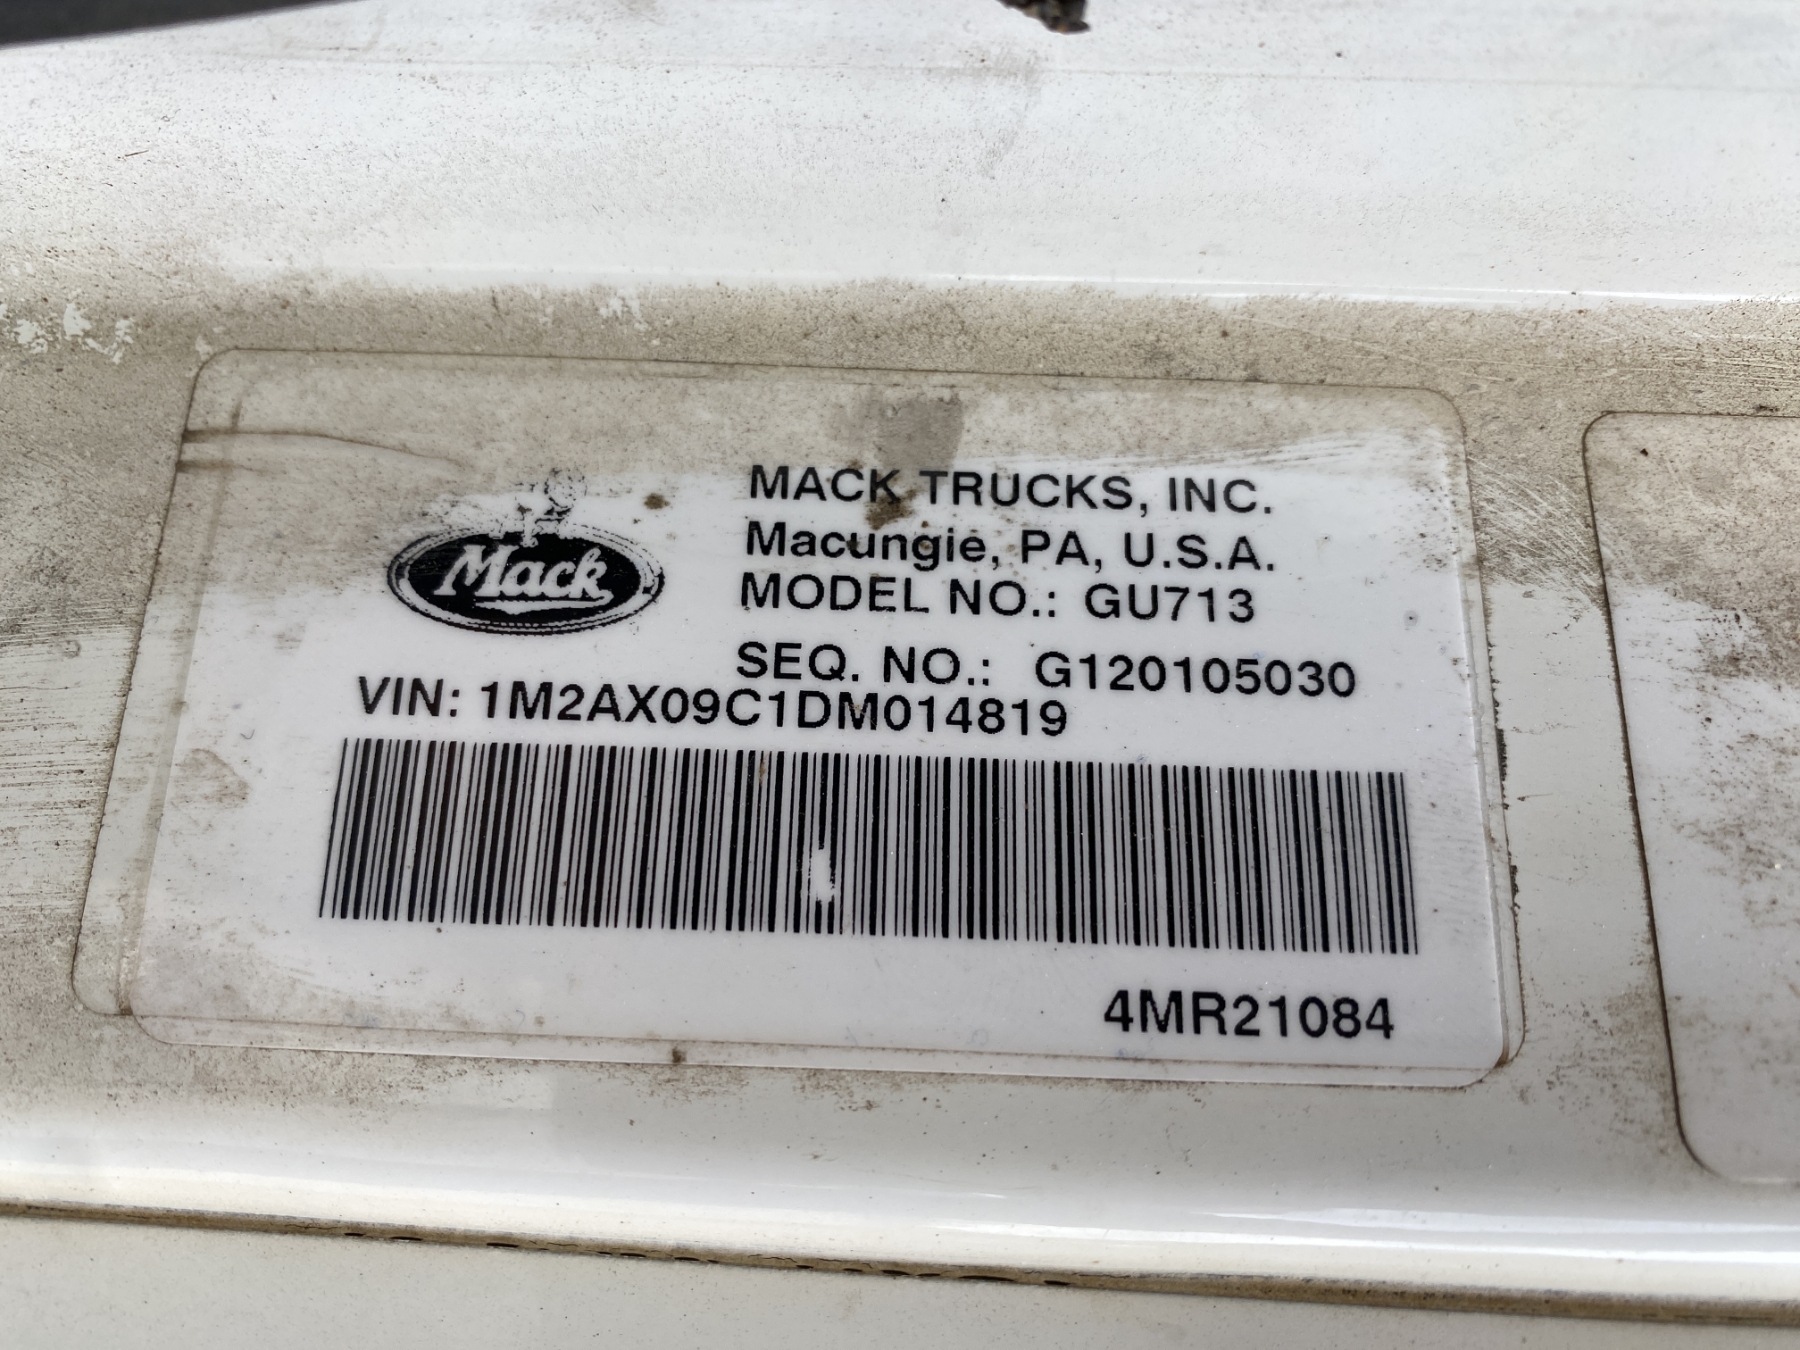 Mack
MACK TRUCKS, INC.
Macungie, PA, U.S.A.
MODEL NO.: GU713
SEQ. NO.: G120105030
VIN: 1M2AX09C1DM014819
4MR21084